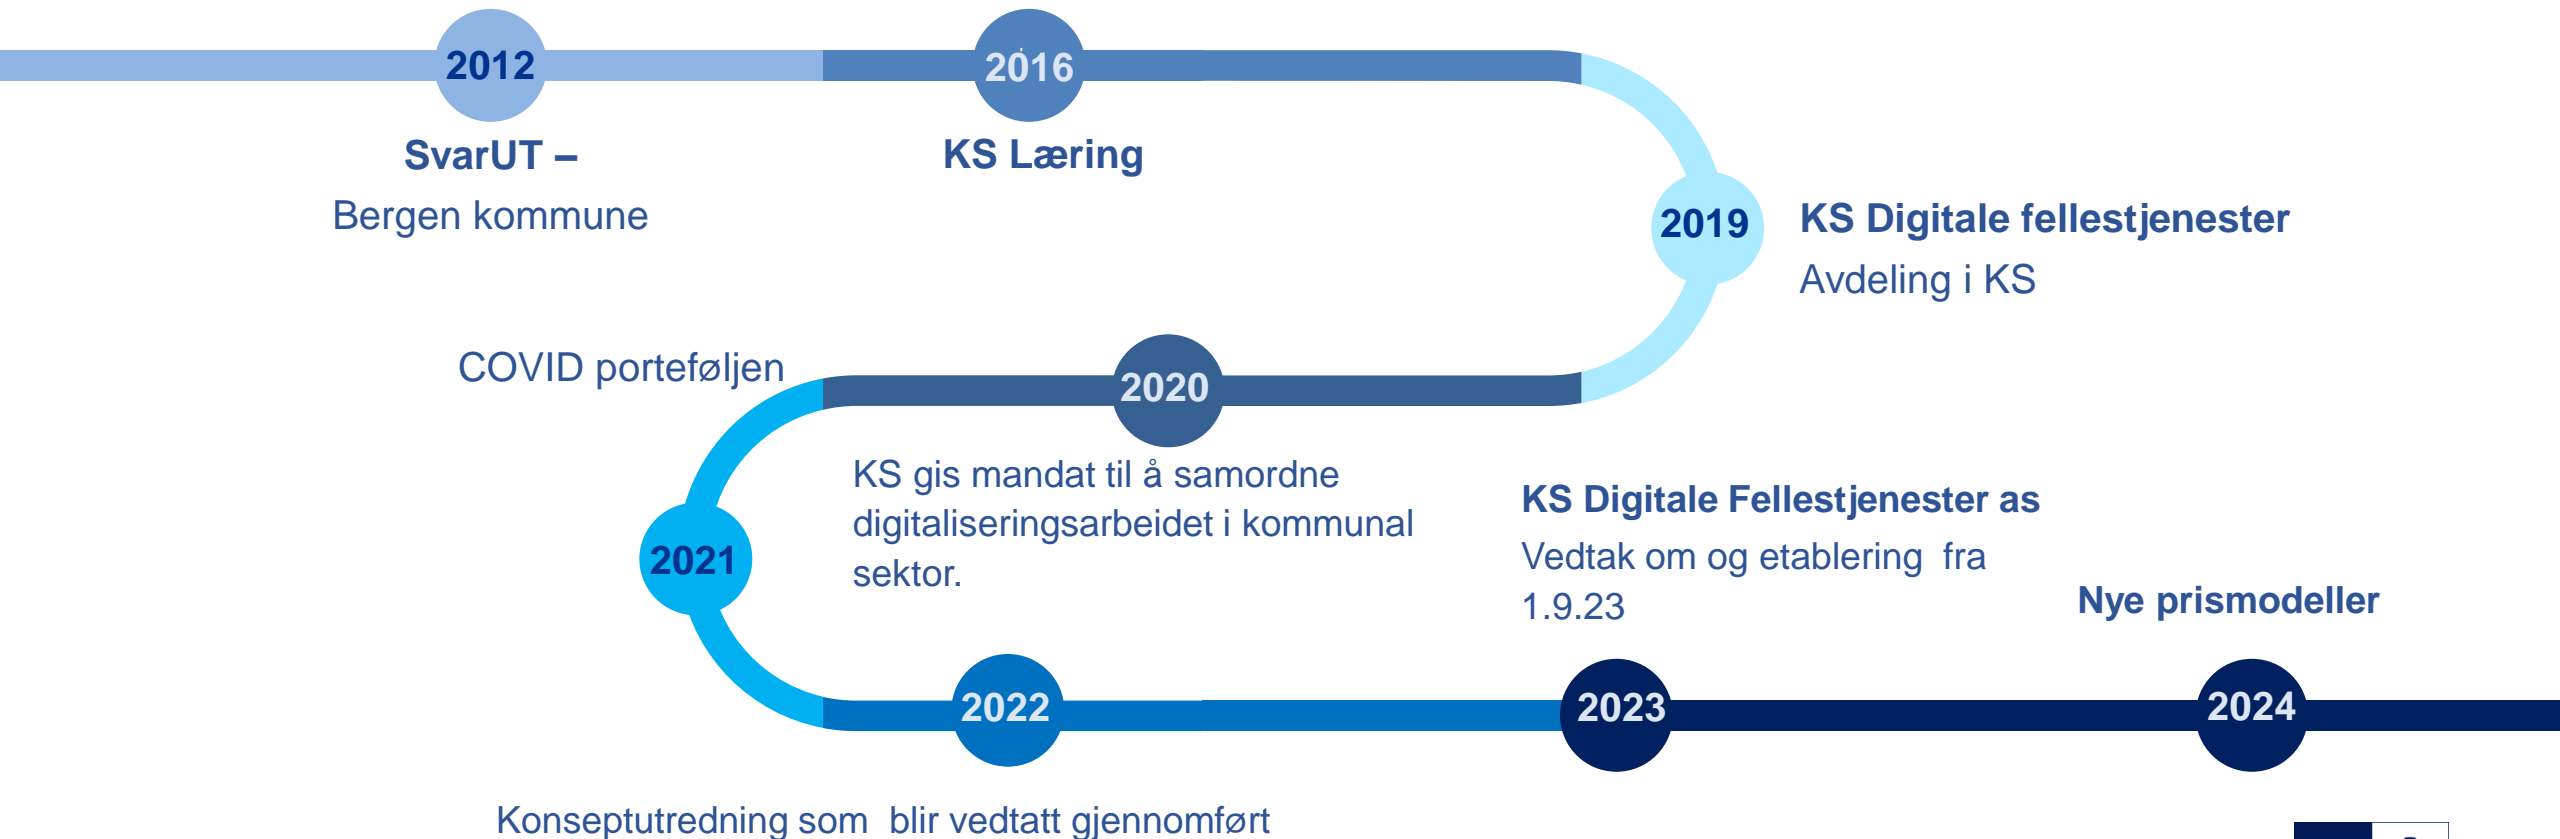 2012
SvarUT –
Bergen kommune
2016
KS Læring
2019
KS Digitale fellestjenester
Avdeling i KS
2020
KS gis mandat til å samordne
digitaliseringsarbeidet i kommunal
sektor.
COVID porteføljen
2021
2022
Konseptutredning som  blir vedtatt gjennomført
KS Digitale Fellestjenester as
Vedtak om og etablering  fra
1.9.23
2023
Nye prismodeller
2024